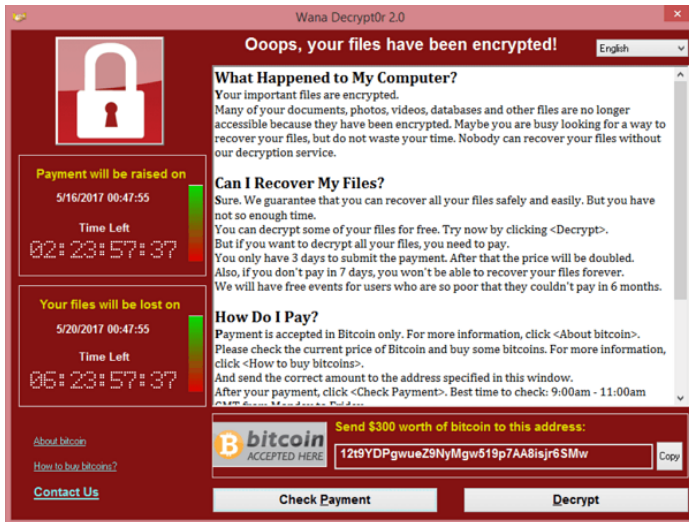 Wana Decrypt0r 2.0
Ooops, your files have been encrypted!
English
What Happened to My Computer?
Your important files are encrypted.
Many of your documents, photos, videos, databases and other files are no longer
accessible because they have been encrypted. Maybe you are busy looking for a way to
recover your files, but do not waste your time. Nobody can recover your files without
our decryption service.
Can I Recover My Files?
Sure. We guarantee that you can recover all your files safely and easily. But you have
not so enough time.
You can decrypt some of your files for free. Try now by clicking <Decrypt>.
But if you want to decrypt all your files, you need to pay.
You only have 3 days to submit the payment. After that the price will be doubled.
Also, if you don't pay in 7 days, you won't be able to recover your files forever.
We will have free events for users who are so poor that they couldn't pay in 6 months.
How Do I Pay?
Payment is accepted in Bitcoin only. For more information, click <About bitcoin>.
Please check the current price of Bitcoin and buy some bitcoins. For more information,
click <How to buy bitcoins>.
And send the correct amount to the address specified in this window.
After your payment, click <Check Payment>. Best time to check: 9:00am - 11:00am
GMT from Monday to Friday.
Payment will be raised on
5/16/2017 00:47:55
Time Left
02:23:57:37
Your files will be lost on
5/20/2017 00:47:55
Time Left
06:23:57:37
About bitcoin
How to buy bitcoins?
Contact Us
bitcoin
ACCEPTED HERE
Send $300 worth of bitcoin to this address:
12t9YDPgwueZ9NyMgw519p7AA8isjr6SMw
Copy
Check Payment
Decrypt